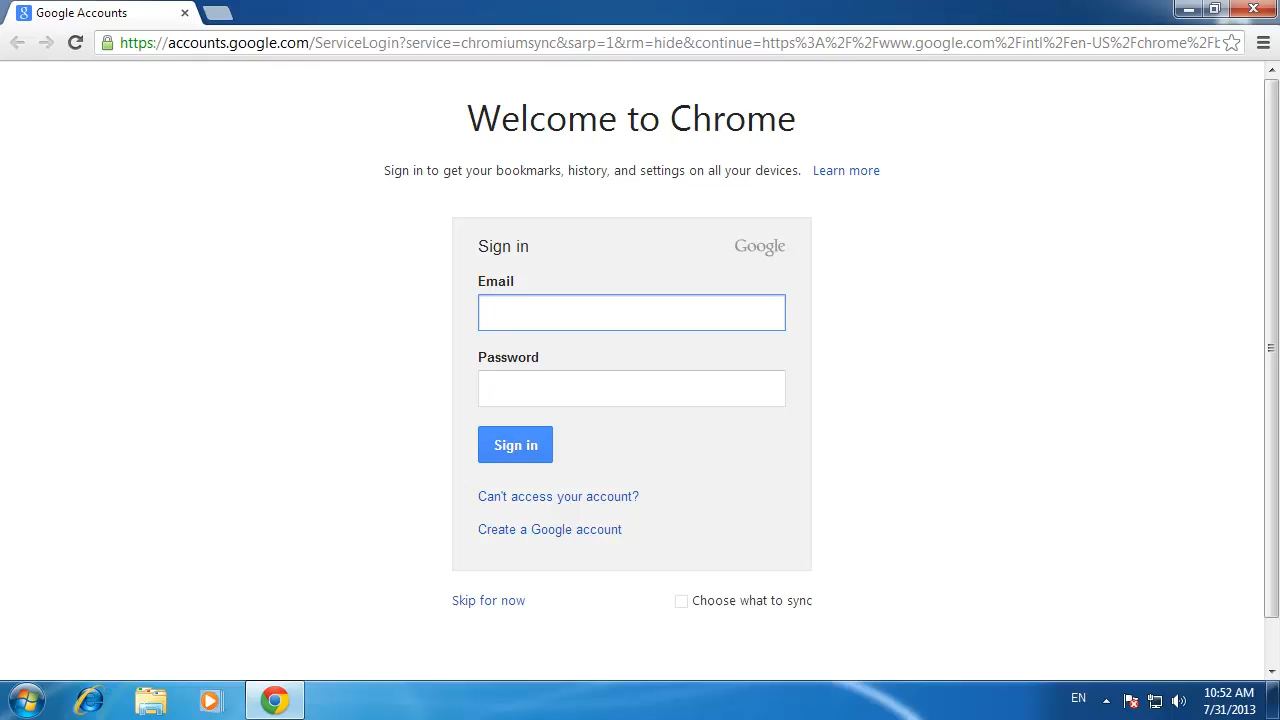 Google Accounts
https://accounts.google.com/ServiceLogin?service=chromiumsync&sarp=1&rm=hide&continue=https%3A%2F%2Fwww.google.com%2Fintl%2Fen-US%2Fchrome%2Fb
Welcome to Chrome
Sign in to get your bookmarks, history, and settings on all your devices. Learn more
Sign in Google
Email
Password
Sign in
Can't access your account?
Create a Google account
Skip for now Choose what to sync
EN 10:52 AM
7/31/2013